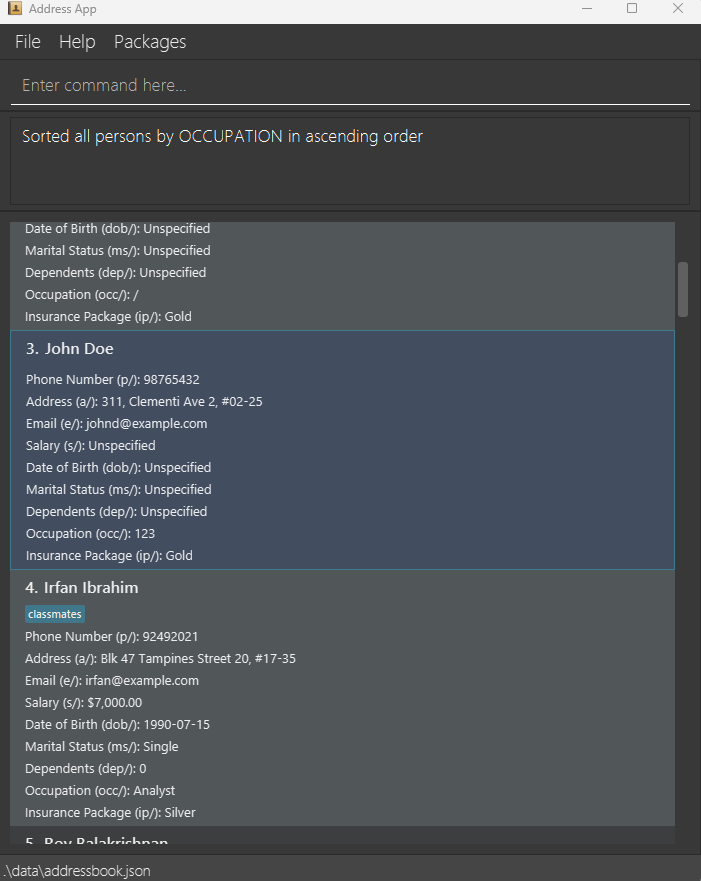 Address App
File Help Packages
Enter command here...
Sorted all persons by OCCUPATION in ascending order
Date of Birth (dob/): Unspecified
Marital Status (ms/): Unspecified
Dependents (dep/): Unspecified
Occupation (occ/): /
Insurance Package (ip/): Gold
3. John Doe
Phone Number (p/): 98765432
Address (a/): 311, Clementi Ave 2, #02-25
Email (e/): johnd@example.com
Salary (s/): Unspecified
Date of Birth (dob/): Unspecified
Marital Status (ms/): Unspecified
Dependents (dep/): Unspecified
Occupation (occ/): 123
Insurance Package (ip/): Gold
4. Irfan Ibrahim
classmates
Phone Number (p/): 92492021
Address (a/): Blk 47 Tampines Street 20, #17-35
Email (e/): irfan@example.com
Salary (s/): $7,000.00
Date of Birth (dob/): 1990-07-15
Marital Status (ms/): Single
Dependents (dep/): 0
Occupation (occ/): Analyst
Insurance Package (ip/): Silver
5. Roy Balakrishnan
.\data\addressbook.json